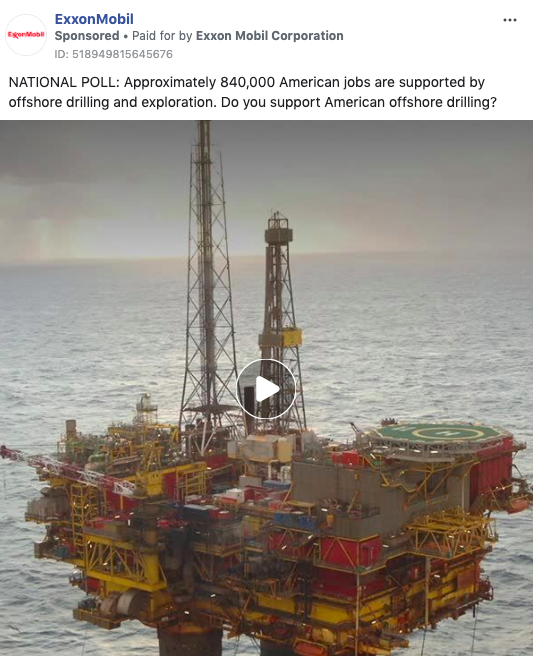 ExxonMobil
ExxonMobil
Sponsored • Paid for by Exxon Mobil Corporation
ID: 518949815645676
NATIONAL POLL: Approximately 840,000 American jobs are supported by
offshore drilling and exploration. Do you support American offshore drilling?